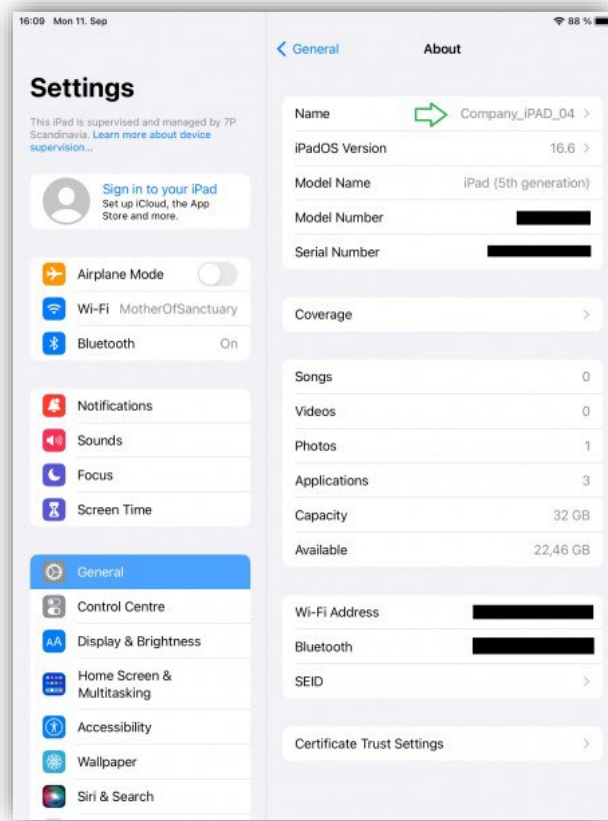 16:09 Mon 11. Sep
88 %
Settings
This iPad is supervised and managed by 7P
Scandinavia. Learn more about device
supervision...
Sign in to your iPad
Set up iCloud, the App
Store and more.
Airplane Mode
Wi-Fi MotherOfSanctuary
Bluetooth On
Notifications
Sounds
Focus
Screen Time
General
Control Centre
AA Display & Brightness
Home Screen &
Multitasking
Accessibility
Wallpaper
Siri & Search
General
About
Name Company_iPAD_04
iPadOS Version 16.6
Model Name iPad (5th generation)
Model Number
Serial Number
Coverage
Songs 0
Videos 0
Photos 1
Applications 3
Capacity 32 GB
Available 22,46 GB
Wi-Fi Address
Bluetooth
SEID
Certificate Trust Settings